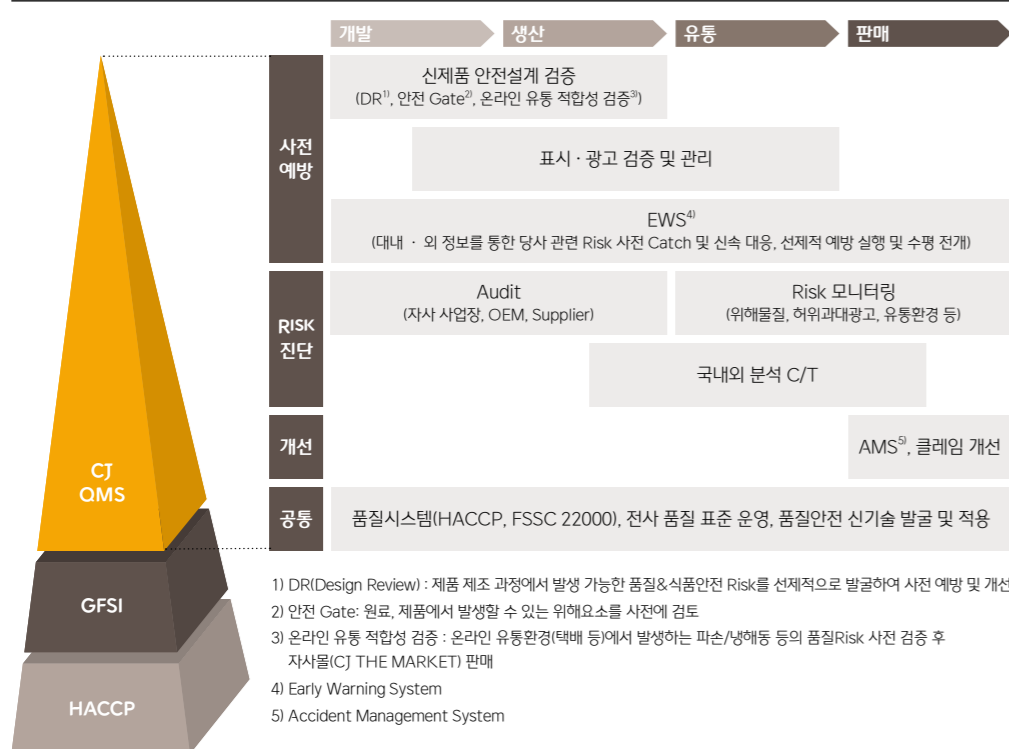 개발 생산 유통 판매
사전
예방
신제품 안전설계 검증
(DR1), 안전 Gate2), 온라인 유통 적합성 검증3))
표시 · 광고 검증 및 관리
EWS4)
(대내 · 외 정보를 통한 당사 관련 Risk 사전 Catch 및 신속 대응, 선제적 예방 실행 및 수평 전개)
RISK
진단
Audit
(자사 사업장, OEM, Supplier)
Risk 모니터링
(위해물질, 허위과대광고, 유통환경 등)
국내외 분석 C/T
개선
AMS5), 클레임 개선
공통
품질시스템(HACCP, FSSC 22000), 전사 품질 표준 운영, 품질안전 신기술 발굴 및 적용
CJ
QMS
GFSI
HACCP
1) DR(Design Review) : 제품 제조 과정에서 발생 가능한 품질&식품안전 Risk를 선제적으로 발굴하여 사전 예방 및 개선
2) 안전 Gate: 원료, 제품에서 발생할 수 있는 위해요소를 사전에 검토
3) 온라인 유통 적합성 검증 : 온라인 유통환경(택배 등)에서 발생하는 파손/냉해동 등의 품질Risk 사전 검증 후
자사몰(CJ THE MARKET) 판매
4) Early Warning System
5) Accident Management System